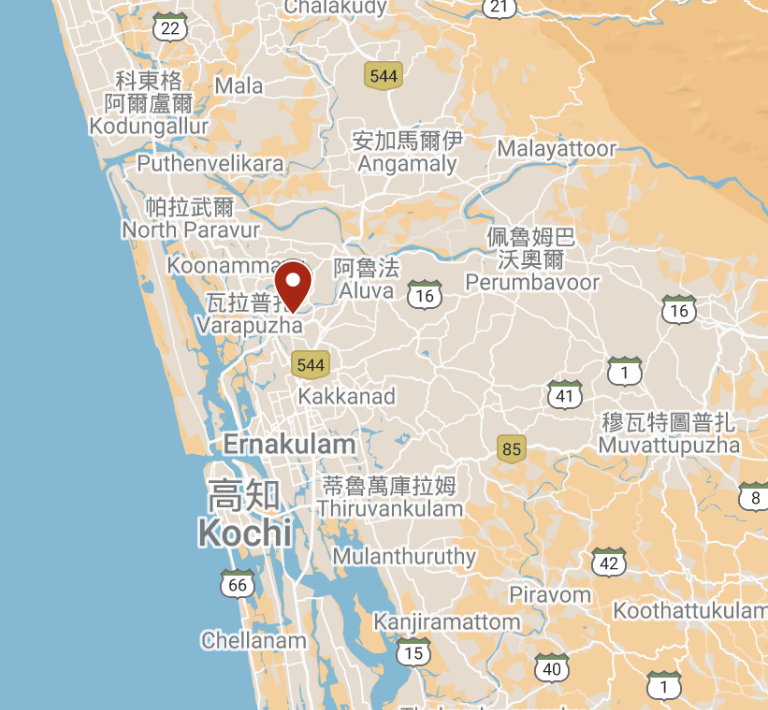 Chalakudy
21
22
544
科東格
阿爾盧爾
Kodungallur
Mala
安加馬爾伊
Angamaly
Malayattoor
Puthenvelikara
帕拉武爾
North Paravur
佩魯姆巴
沃奧爾
Perumbavoor
阿魯法
Aluva
16
16
瓦拉普
Varapuzha
544
1
41
Kakkanad
穆瓦特圖普扎
Muvattupuzha
Ernakulam
85
8
高知
Kochi
蒂魯萬庫拉姆
Thiruvankulam
Mulanthuruthy
42
66
Piravom
Koothattukulam
Kanjiramattom
Chellanam
15
40
1